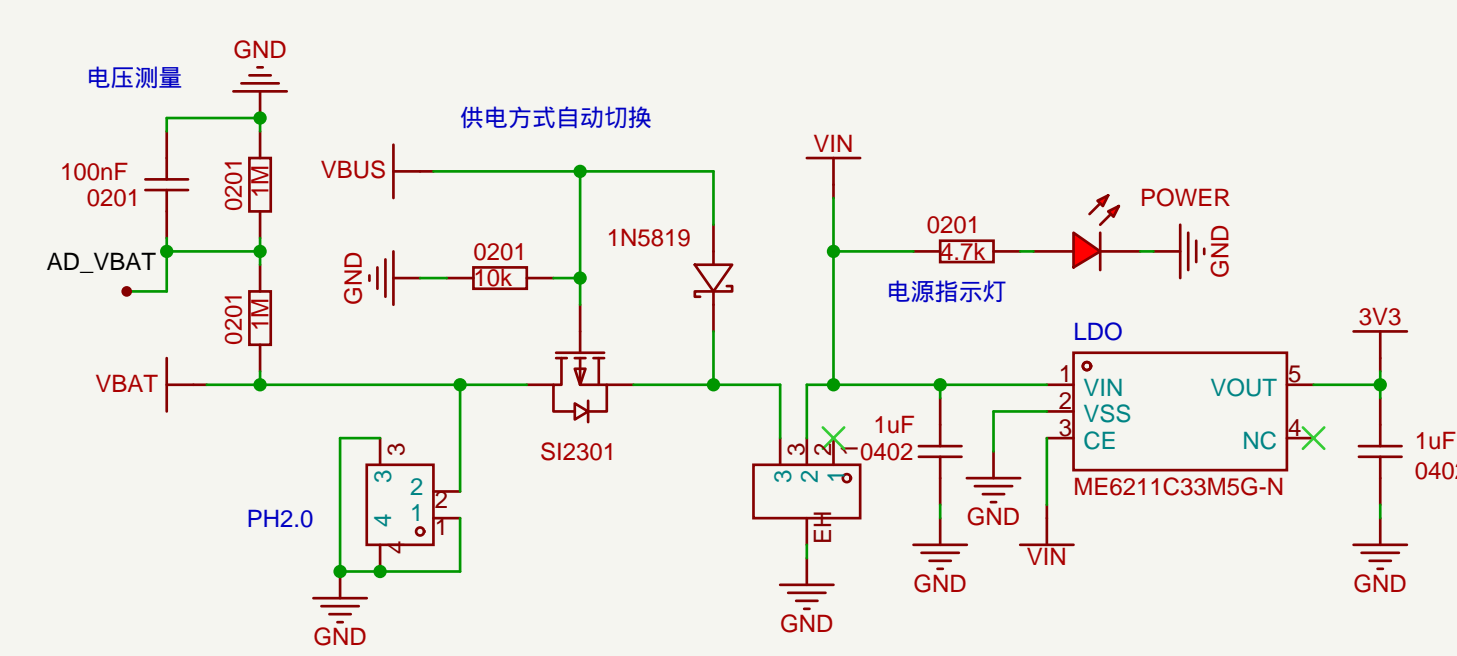 GND
电压测量
100nF
0201
0201
1M
AD_VBAT
0201
1M
VBAT
供电方式自动切换
VBUS
GND
0201
10k
1N5819
SI2301
PH2.0
3
3
2
2
1
1
4
4
GND
VIN
0201
4.7k
POWER
GND
电源指示灯
3
2
1
3
2
1
EH
GND
1uF
0402
GND
LDO
1
VIN
2
VSS
3
CE
VOUT
5
NC
4
ME6211C33M5G-N
GND
VIN
3V3
1uF
GND